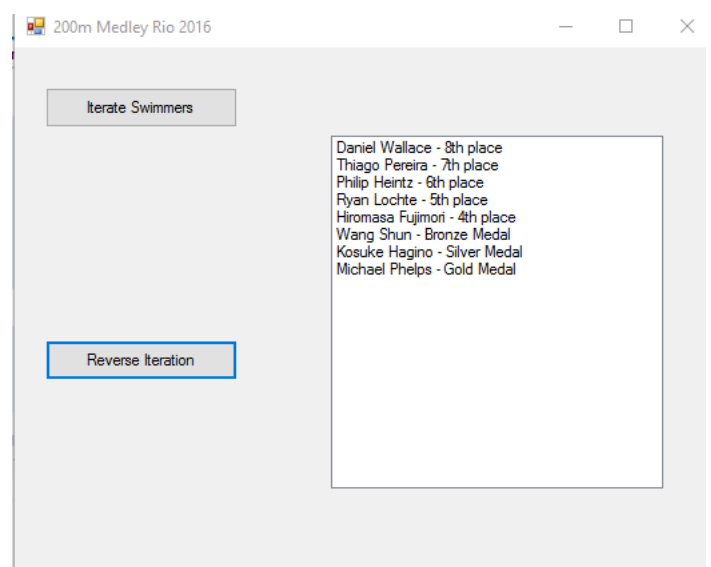 200m Medley Rio 2016
Iterate Swimmers
Daniel Wallace - 8th place
Thiago Pereira - 7th place
Philip Heintz - 6th place
Ryan Lochte - 5th place
Hiromasa Fujimori - 4th place
Wang Shun - Bronze Medal
Kosuke Hagino - Silver Medal
Michael Phelps - Gold Medal
Reverse Iteration